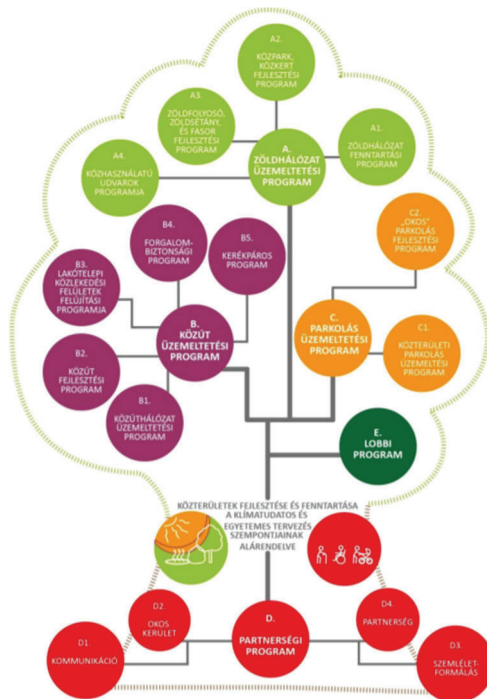 A2.
KÖZPARK,
KÖZKERT
FEJLESZTÉSI
PROGRAM
A3.
ZÖLDFOLYOSÓ,
ZÖLDSÉTÁNY,
ÉS FASOR
FEJLESZTÉSI
PROGRAM
A1.
ZÖLDHÁLÓZAT
FENNTARTÁSI
PROGRAM
A.
ZÖLDHÁLÓZAT
ÜZEMELTETÉSI
PROGRAM
A4.
KÖZHASZNÁLATÚ
UDVAROK
PROGRAMJA
C2.
„OKOS"
PARKOLÁS
FEJLESZTÉSI
PROGRAM
B4.
FORGALOM-
BIZTONSÁGI
PROGRAM
B5.
KERÉKPÁROS
PROGRAM
B3.
LAKÓTELEPI
KÖZLEKEDÉSI
FELÜLETEK
FELÚJÍTÁSI
PROGRAMJA
B.
KÖZÚT
ÜZEMELTETÉSI
PROGRAM
C.
PARKOLÁS
ÜZEMELTETÉSI
PROGRAM
C1.
KÖZTERÜLETI
PARKOLÁS
ÜZEMELTETÉSI
PROGRAM
B2.
KÖZÚT
FEJLESZTÉSI
PROGRAM
B1.
KÖZÚTHÁLÓZAT
ÜZEMELTETÉSI
PROGRAM
E.
LOBBI
PROGRAM
KÖZTERÜLETEK FEJLESZTÉSE ÉS FENNTARTÁSA
A KLÍMATUDATOS ÉS
EGYETEMES TERVEZÉS
SZEMPONTJAINAK
ALÁRENDELVE
D2.
OKOS
KERÜLET
D.
PARTNERSÉGI
PROGRAM
D4.
PARTNERSÉG
D1.
KOMMUNIKÁCIÓ
D3.
SZEMLÉLET-
FORMÁLÁS